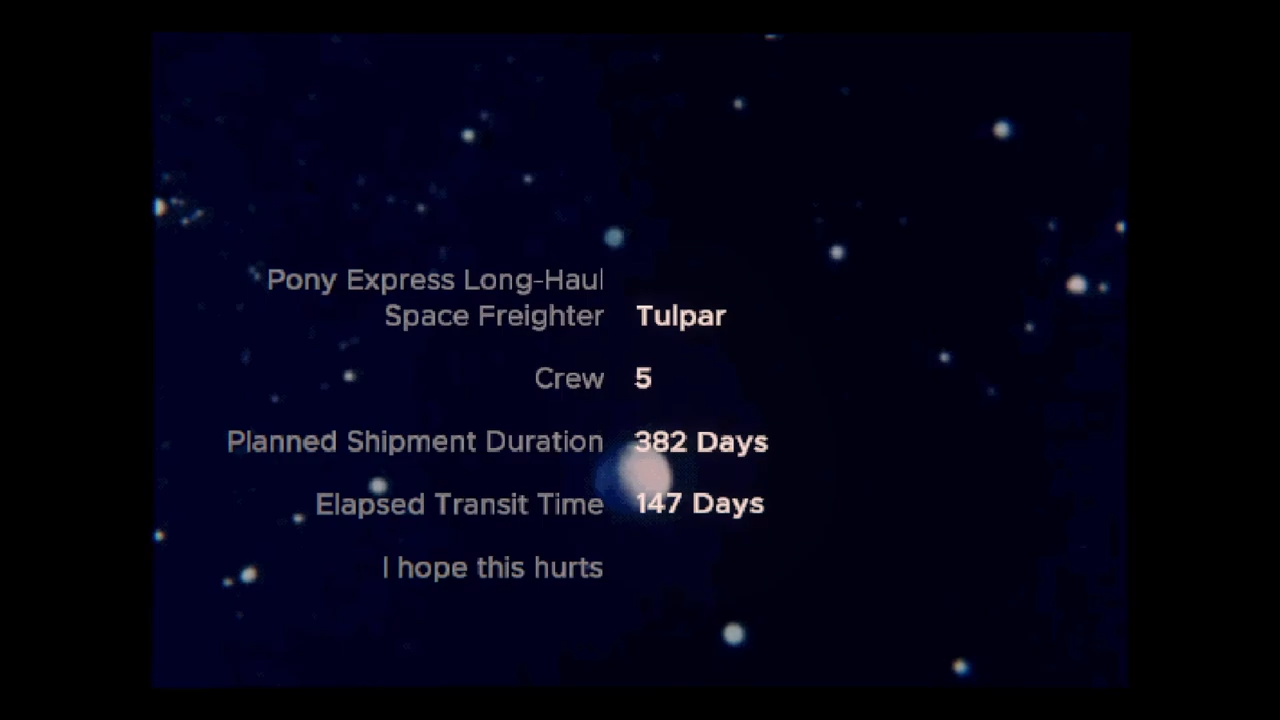 Pony Express Long-Haul
Space Freighter Tulpar
Crew 5
Planned Shipment Duration 382 Days
Elapsed Transit Time 147 Days
I hope this hurts